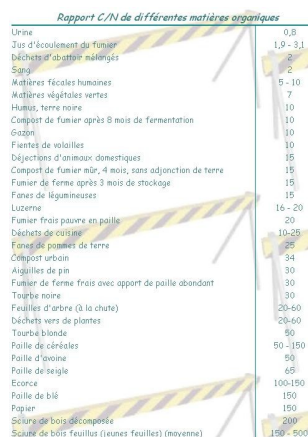 Rapport C/N de différentes matières organiques
Urine 0,8
Jus d'écoulement du fumier 1,9 - 3,1
Déchets d'abattoir mélangés 2
Sang 2
Matières fécales humaines 5 - 10
Matières végétales vertes 7
Humus, terre noire 10
Compost de fumier après 8 mois de fermentation 10
Gazon 10
Fientes de volailles 10
Déjections d'animaux domestiques 15
Compost de fumier mûr, 4 mois, sans adjonction de terre 15
Fumier de ferme après 3 mois de stockage 15
Fanes de légumineuses 15
Luzerne 16 - 20
Fumier frais pauvre en paille 20
Déchets de cuisine 10-25
Fanes de pommes de terre 25
Compost urbain 34
Aiguilles de pin 30
Fumier de ferme frais avec apport de paille abondant 30
Tourbe noire 30
Feuilles d'arbre (à la chute) 20-60
Déchets vers de plantes 20-60
Tourbe blonde 50
Paille de céréales 50 - 150
Paille d'avoine 50
Paille de seigle 65
Ecorce 100-150
Paille de blé 150
Papier 150
Sciure de bois décomposée 200
Sciure de bois feuillus (jeunes feuilles) (moyenne) 150 - 500